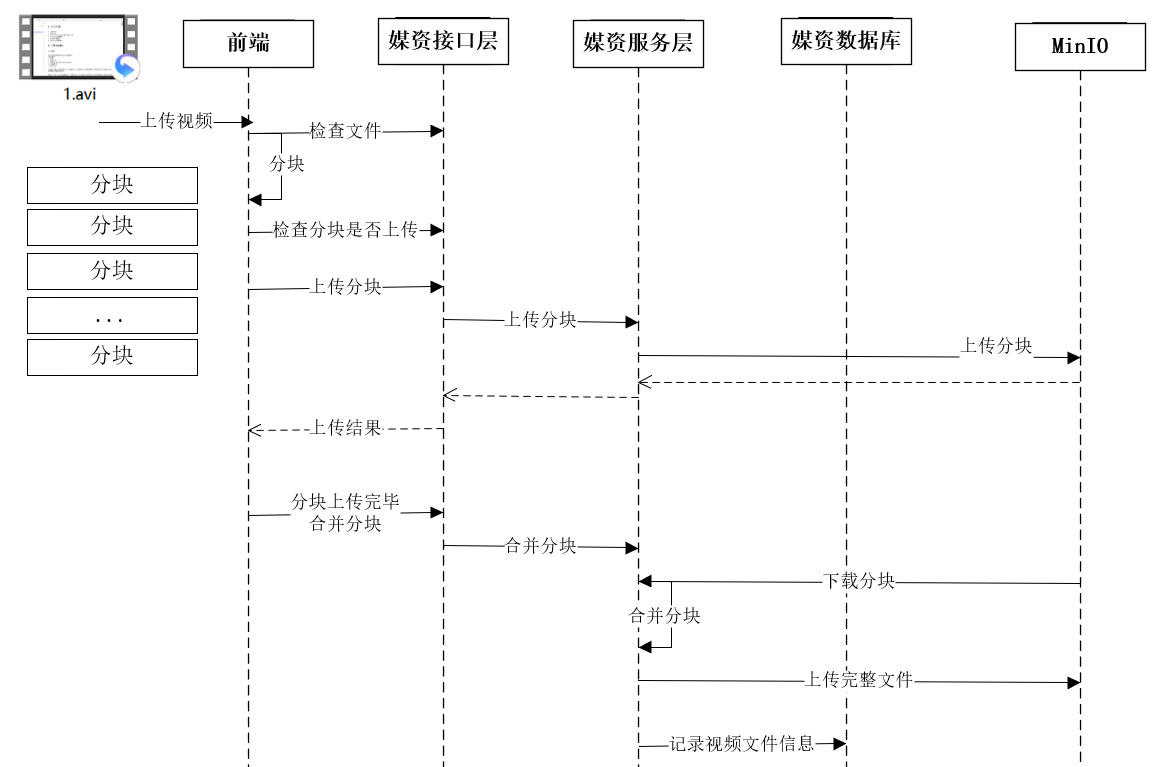 前端
媒资接口层
媒资服务层
媒资数据库
MinIO
1.avi
上传视频
检查文件
分块
分块
分块
检查分块是否上传
分块
上传分块
...
上传分块
分块
上传分块
上传结果
分块上传完毕
合并分块
合并分块
下载分块
合并分块
上传完整文件
记录视频文件信息